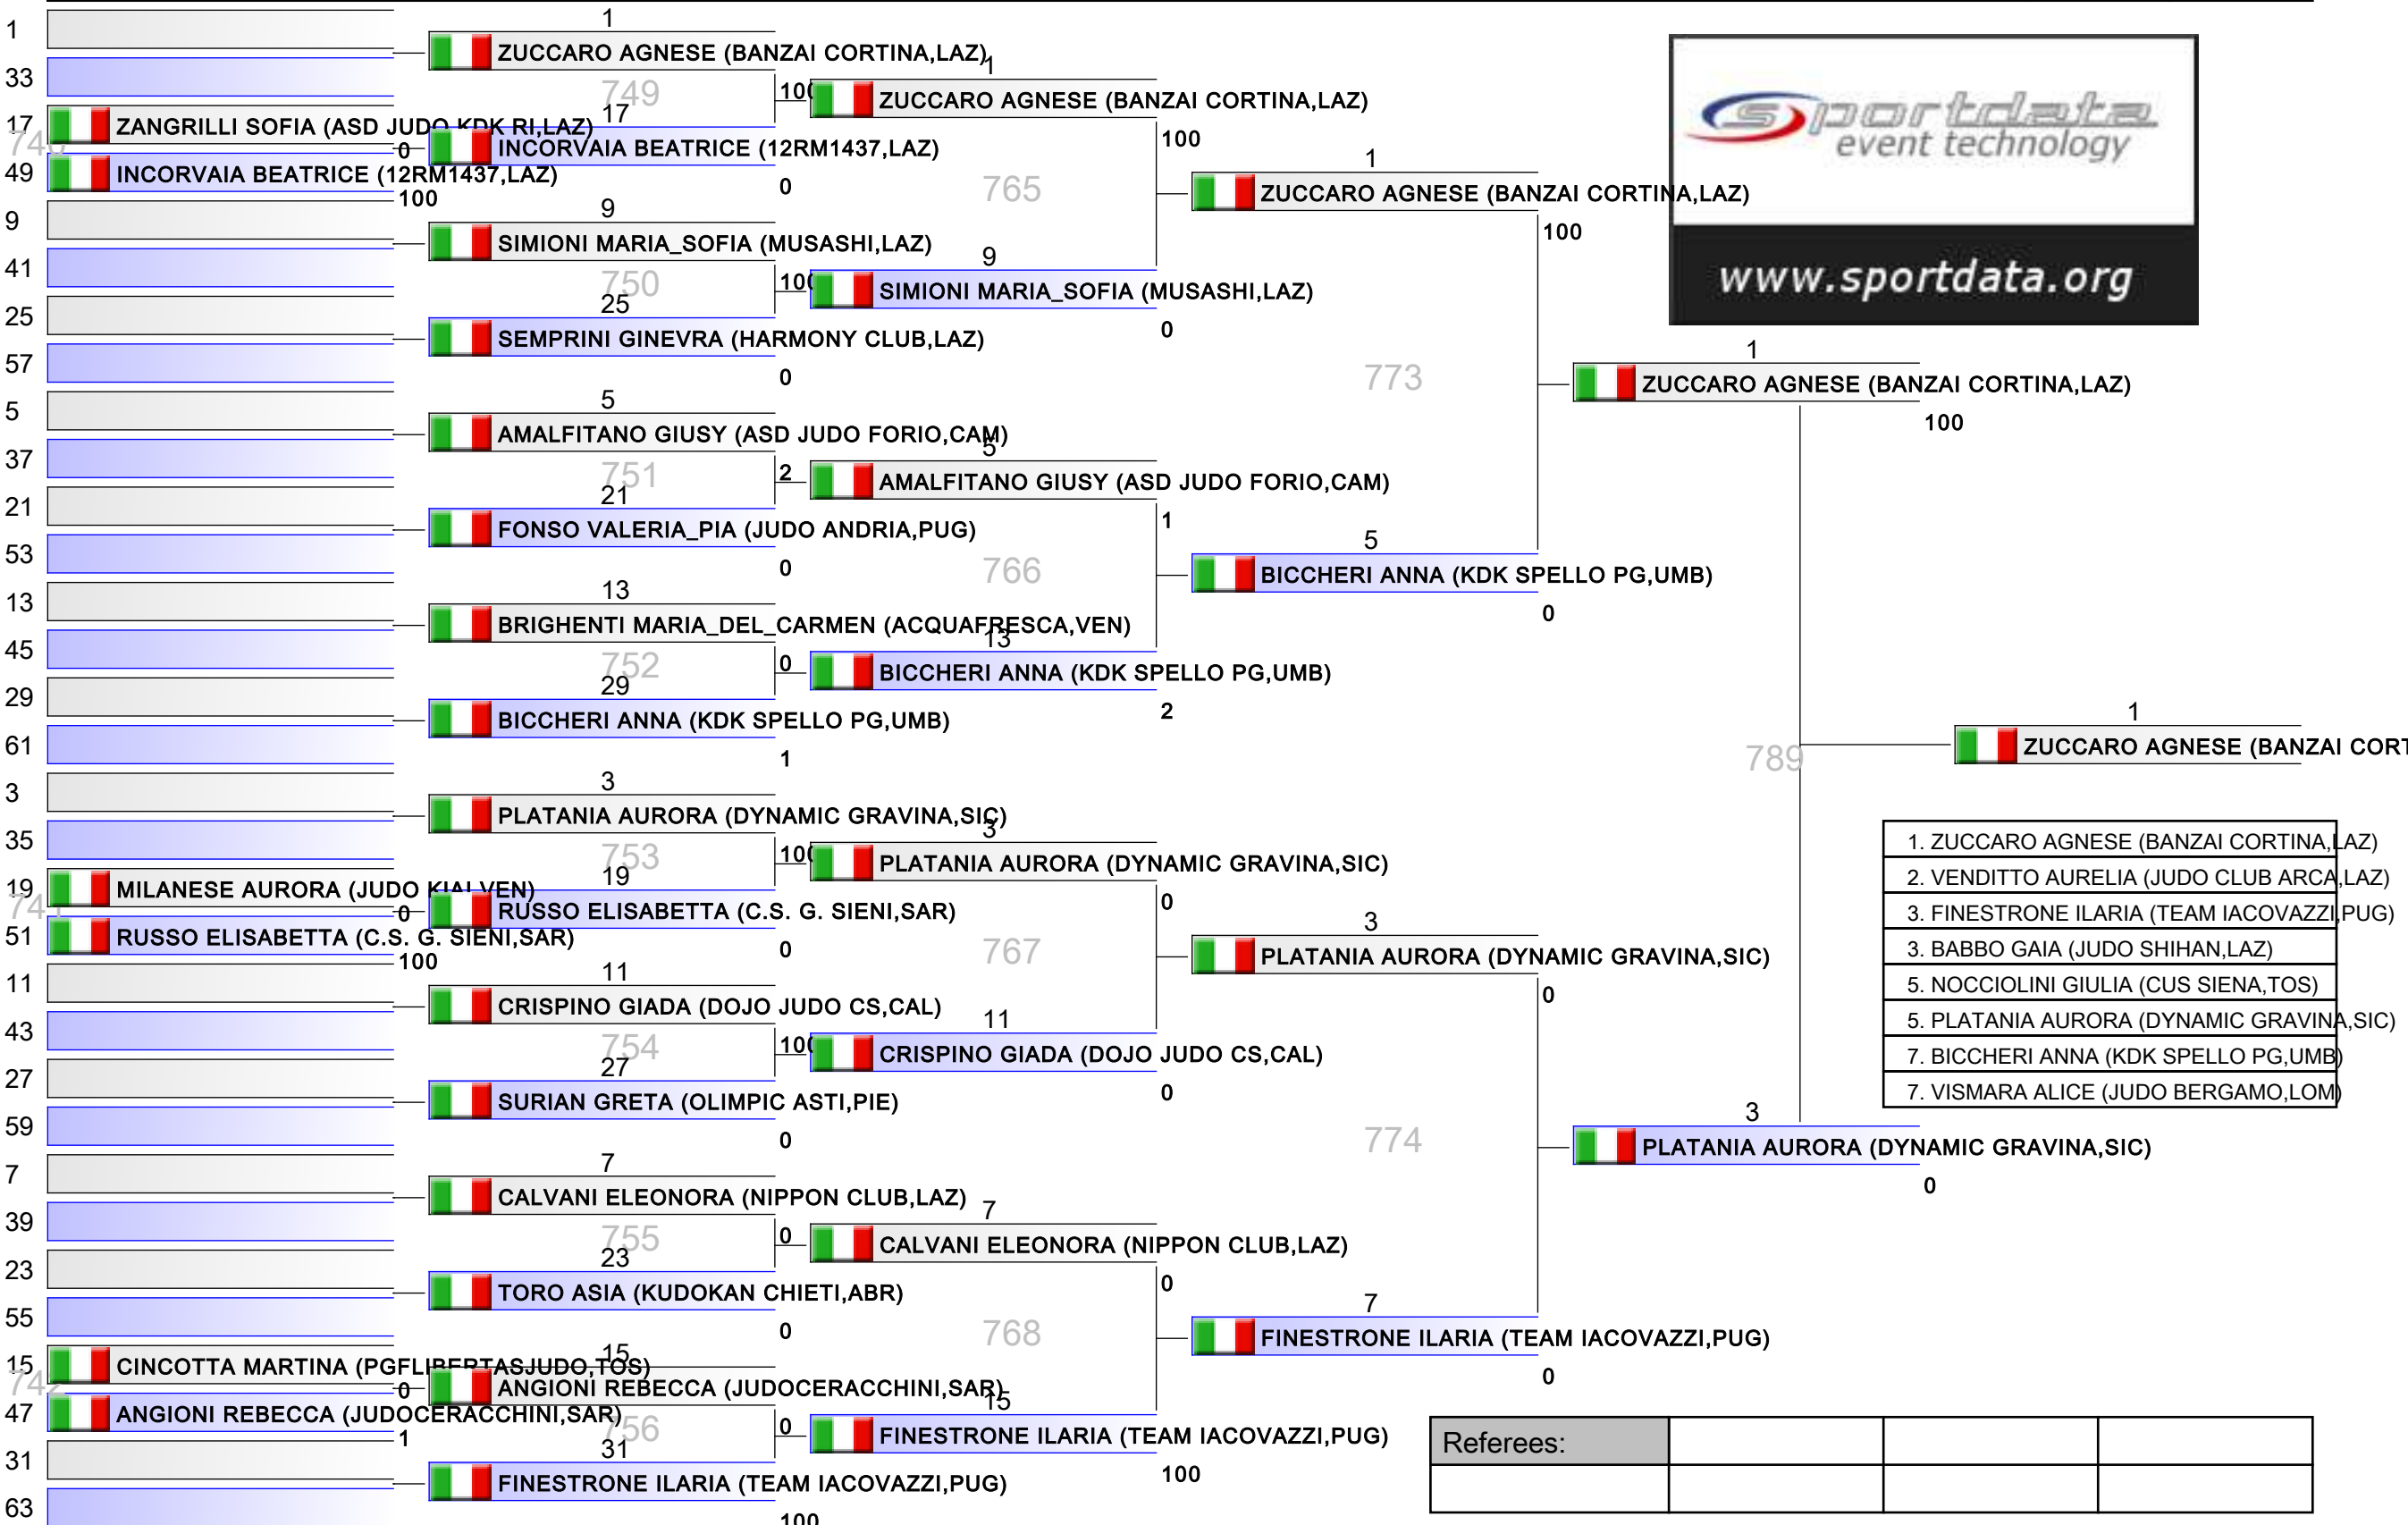 1
33
17 ZANGRILLI SOFIA (ASD JUDO KDK RI,LAZ)
0
49 INCORVAIA BEATRICE (12RM1437,LAZ)
100
9
41
25
57
5
37
21
53
13
45
29
61
3
35
19 MILANESE AURORA (JUDO KIAI,VEN)
0
51 RUSSO ELISABETTA (C.S. G. SIENI,SAR)
100
11
43
27
59
7
39
23
55
15 CINCOTTA MARTINA (PGFLIBERTASJUDO,TOS)
742
0
47 ANGIONI REBECCA (JUDOCERACCHINI,SAR)
1
31
63
1
ZUCCARO AGNESE (BANZAI CORTINA,LAZ)
749
100
17
INCORVAIA BEATRICE (12RM1437,LAZ)
0
9
SIMIONI MARIA_SOFIA (MUSASHI,LAZ)
750
100
25
SEMPRINI GINEVRA (HARMONY CLUB,LAZ)
0
5
AMALFITANO GIUSY (ASD JUDO FORIO,CAM)
751
2
21
FONSO VALERIA_PIA (JUDO ANDRIA,PUG)
0
13
BRIGHENTI MARIA_DEL_CARMEN (ACQUAFRESCA,VEN)
752
0
29
BICCHERI ANNA (KDK SPELLO PG,UMB)
1
3
PLATANIA AURORA (DYNAMIC GRAVINA,SIC)
753
100
19
RUSSO ELISABETTA (C.S. G. SIENI,SAR)
0
11
CRISPINO GIADA (DOJO JUDO CS,CAL)
754
100
27
SURIAN GRETA (OLIMPIC ASTI,PIE)
0
7
CALVANI ELEONORA (NIPPON CLUB,LAZ)
755
0
23
TORO ASIA (KUDOKAN CHIETI,ABR)
0
15
ANGIONI REBECCA (JUDOCERACCHINI,SAR)
756
0
31
FINESTRONE ILARIA (TEAM IACOVAZZI,PUG)
100
1
ZUCCARO AGNESE (BANZAI CORTINA,LAZ)
100
765
9
SIMIONI MARIA_SOFIA (MUSASHI,LAZ)
0
5
AMALFITANO GIUSY (ASD JUDO FORIO,CAM)
1
766
13
BICCHERI ANNA (KDK SPELLO PG,UMB)
2
3
PLATANIA AURORA (DYNAMIC GRAVINA,SIC)
0
767
11
CRISPINO GIADA (DOJO JUDO CS,CAL)
0
7
CALVANI ELEONORA (NIPPON CLUB,LAZ)
0
768
15
FINESTRONE ILARIA (TEAM IACOVAZZI,PUG)
100
1
ZUCCARO AGNESE (BANZAI CORTINA,LAZ)
100
773
5
BICCHERI ANNA (KDK SPELLO PG,UMB)
0
3
PLATANIA AURORA (DYNAMIC GRAVINA,SIC)
0
774
7
FINESTRONE ILARIA (TEAM IACOVAZZI,PUG)
0
sportdata
event technology
www.sportdata.org
1
ZUCCARO AGNESE (BANZAI CORTINA,LAZ)
100
789
3
PLATANIA AURORA (DYNAMIC GRAVINA,SIC)
0
1
ZUCCARO AGNESE (BANZAI CORT
1. ZUCCARO AGNESE (BANZAI CORTINA,LAZ)
2. VENDITTO AURELIA (JUDO CLUB ARCA,LAZ)
3. FINESTRONE ILARIA (TEAM IACOVAZZI,PUG)
3. BABBO GAIA (JUDO SHIHAN,LAZ)
5. NOCCIOLINI GIULIA (CUS SIENA,TOS)
5. PLATANIA AURORA (DYNAMIC GRAVINA,SIC)
7. BICCHERI ANNA (KDK SPELLO PG,UMB)
7. VISMARA ALICE (JUDO BERGAMO,LOM)
Referees: